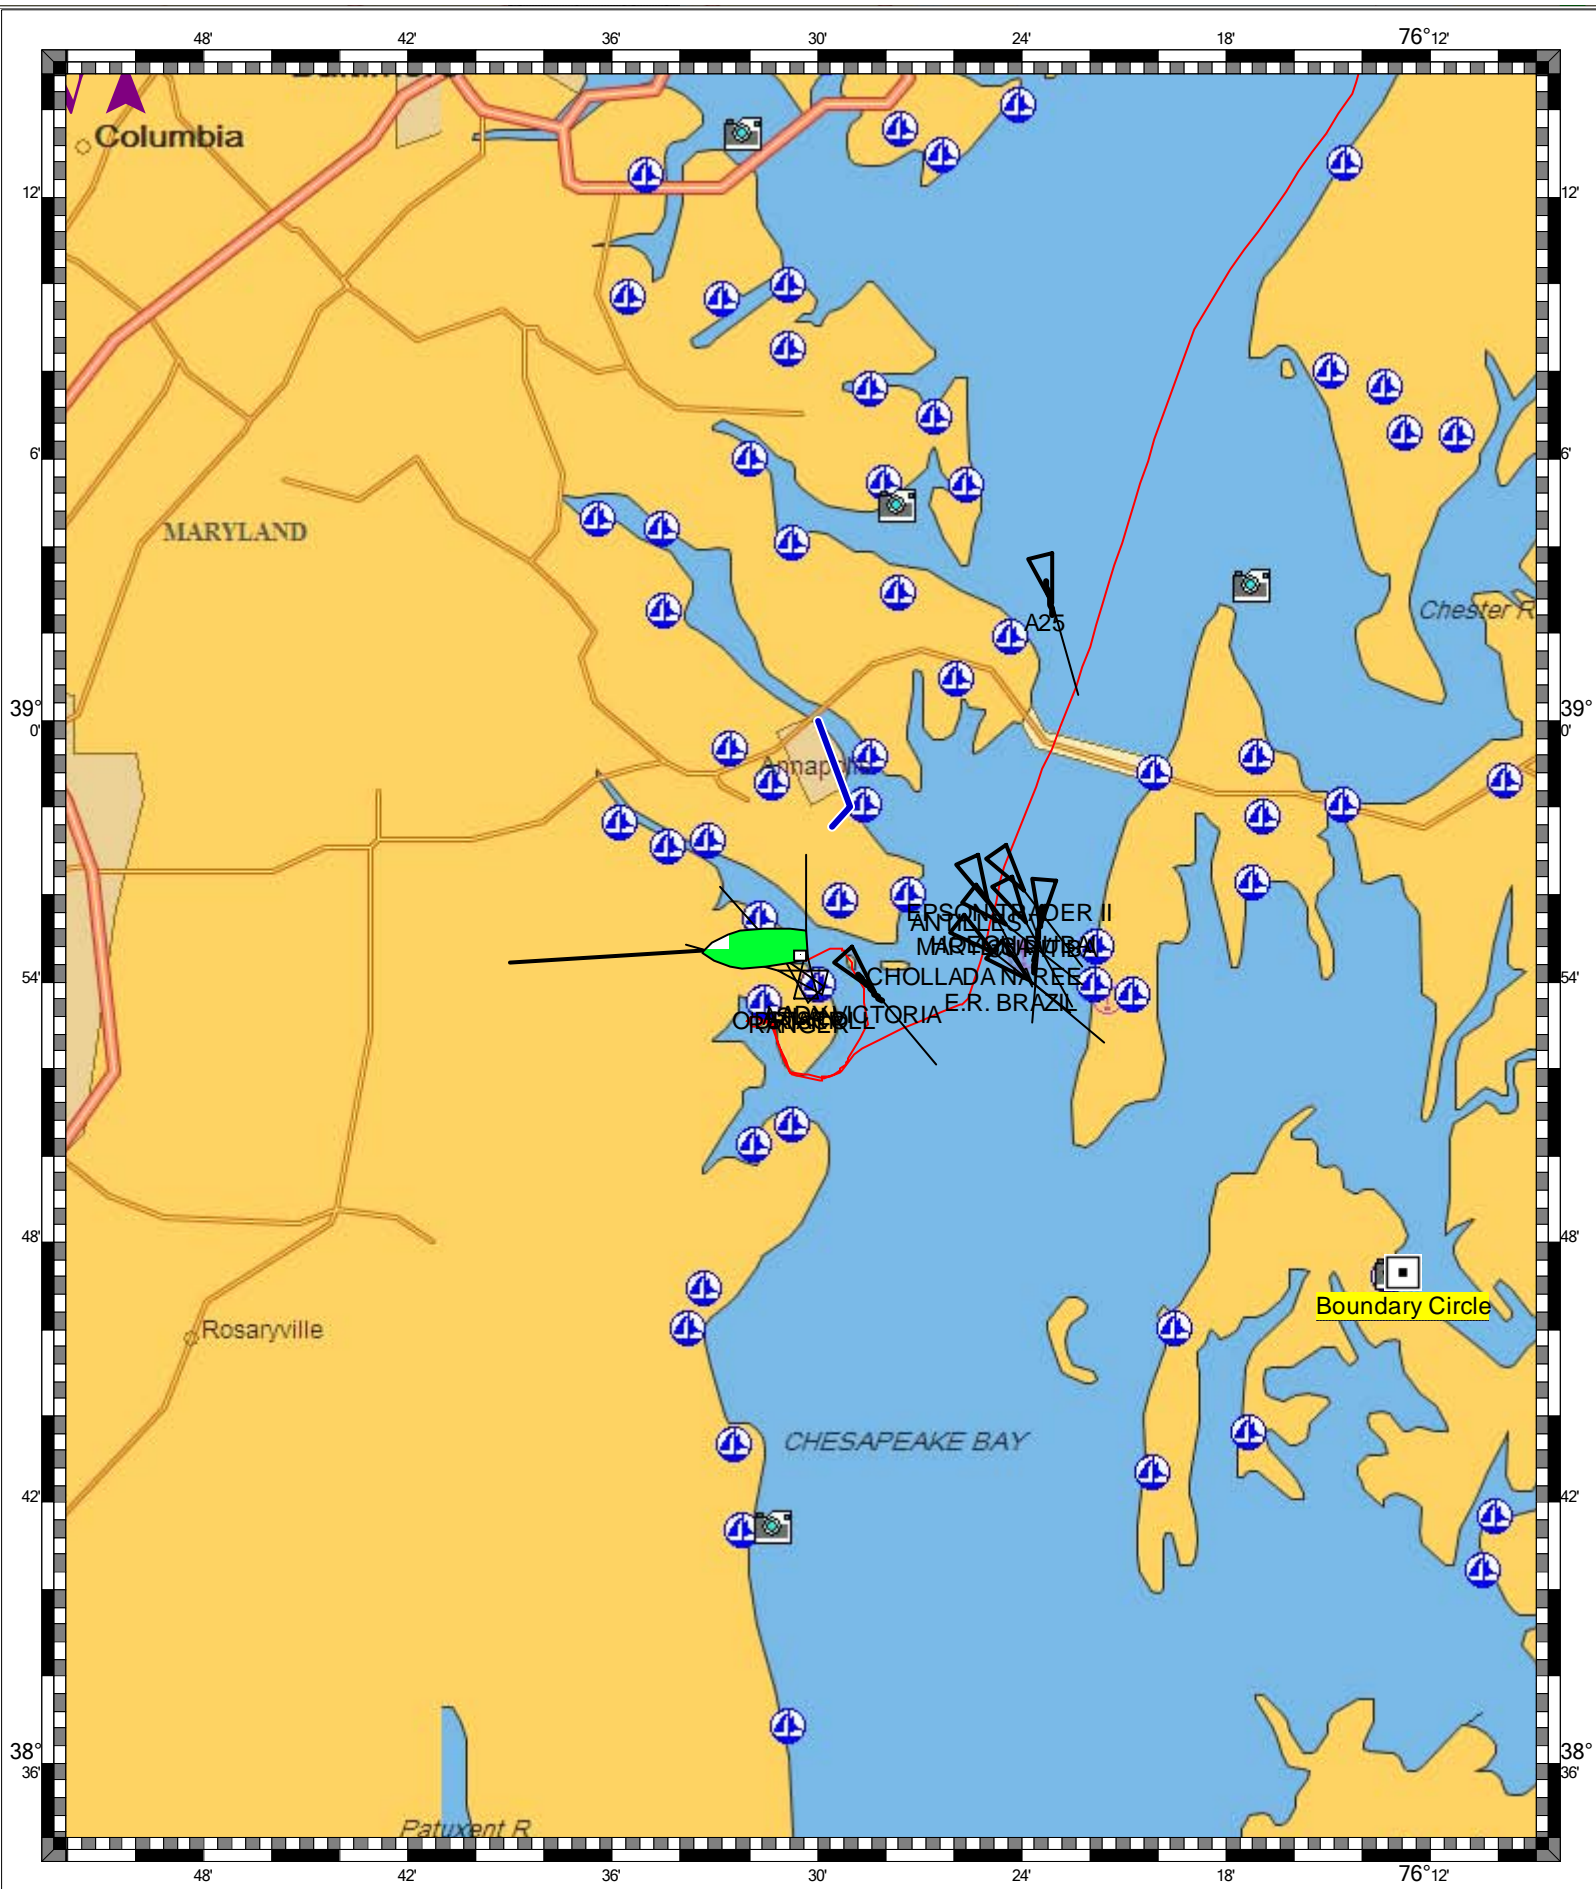 48' 42' 36' 30' 24' 18' 76°12'
Columbia
12' 12'
6' 6'
MARYLAND
Chester R
A25
39° 39°
0' 0'
EPSON TRADER II
ANTILLES
54' 54'
CHOLLADA NAREE
E.R. BRAZIL
VICTORIA
RANGER
48' 48'
Boundary Circle
Rosaryville
CHESAPEAKE BAY
42' 42'
38° 38°
36' 36'
Patuxent R
48' 42' 36' 30' 24' 18' 76°12'